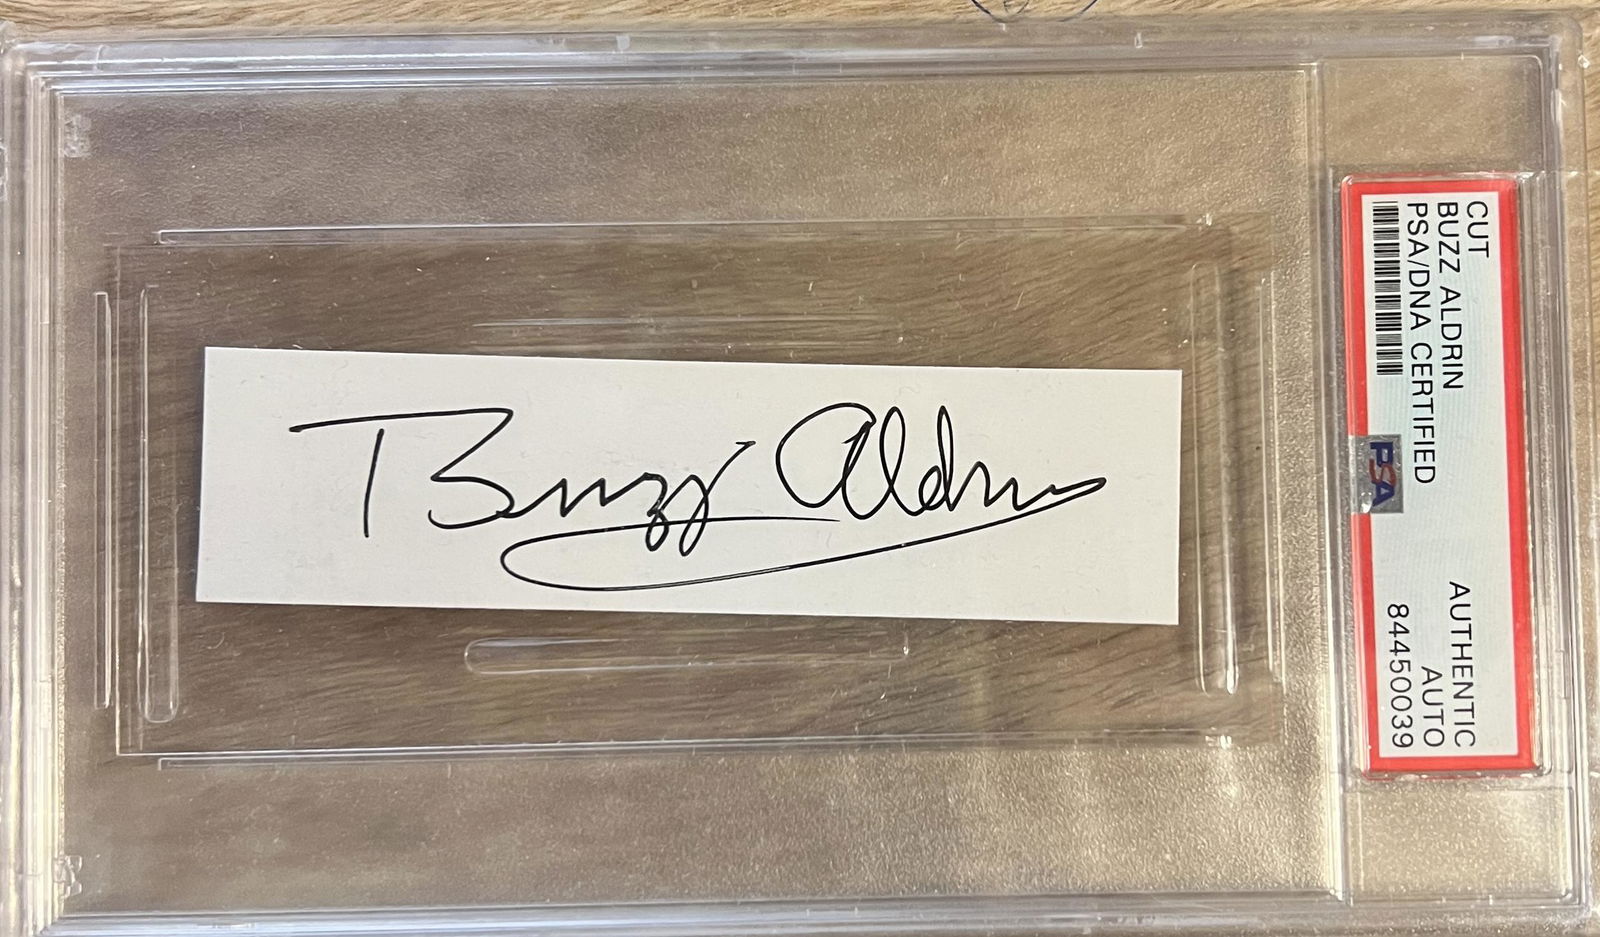 Buzz Aldrin
CUT
BUZZ ALDRIN
PSA/DNA CERTIFIED
PSA
AUTHENTIC
AUTO
84450039